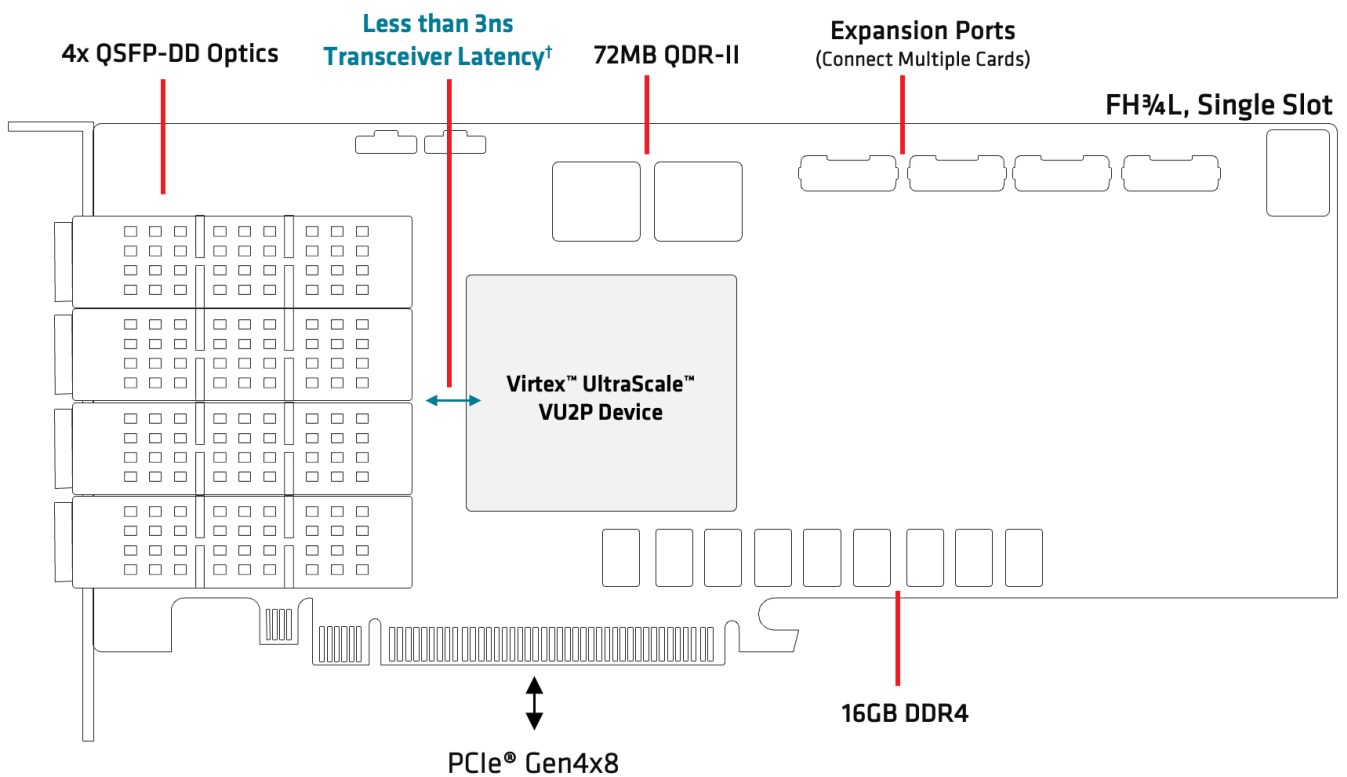 Less than 3ns
Transceiver Latency†
4x QSFP-DD Optics
72MB QDR-II
Expansion Ports
(Connect Multiple Cards)
FH¾L, Single Slot
Virtex™ UltraScale™
VU2P Device
16GB DDR4
PCIe® Gen4x8